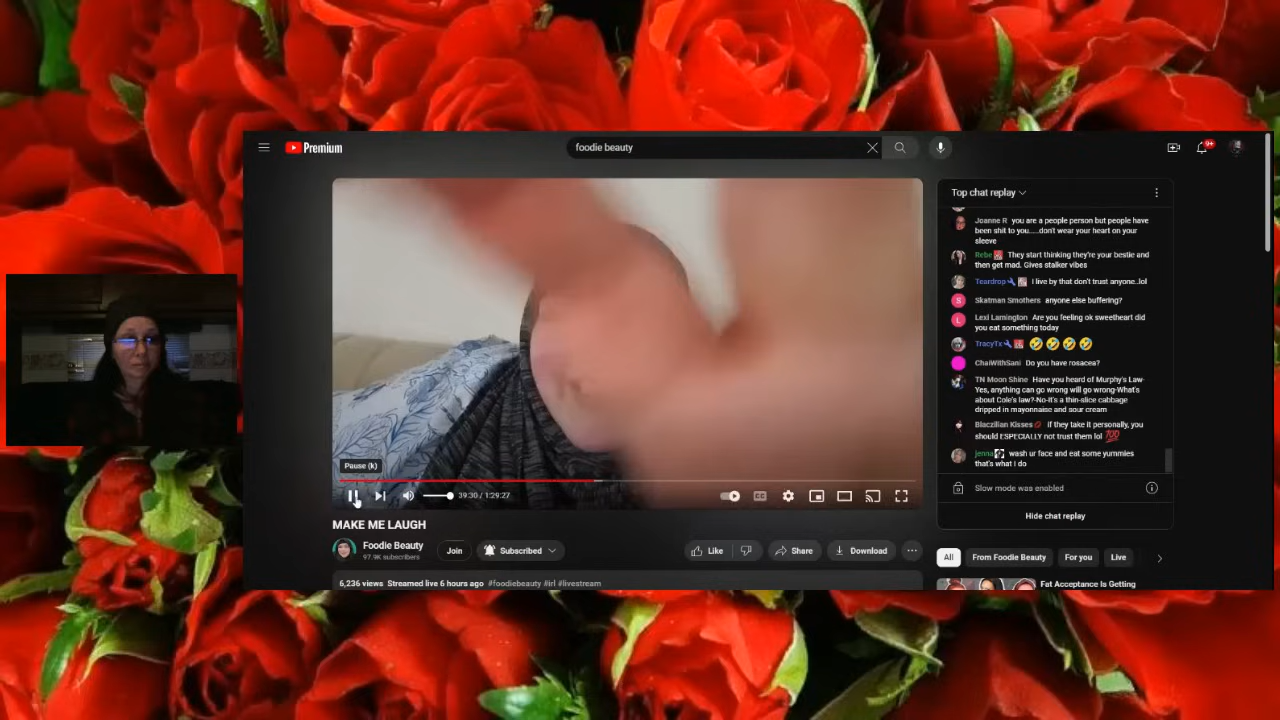 Premium
foodie beauty
9+
Top chat replay
Joanne R you are a people person but people have
been shit to you.....don't wear your heart on your
sleeve
Rebe They start thinking they're your bestie and
then get mad. Gives stalker vibes
Teardrop I live by that don't trust anyone..lol
Skatman Smothers anyone else buffering?
Lexi Lamington Are you feeling ok sweetheart did
you eat something today
TracyTx
ChaiWithSani Do you have rosacea?
TN Moon Shine Have you heard of Murphy's Law-
Yes, anything can go wrong will go wrong-What's
about Cole's law?-No-It's a thin-slice cabbage
dripped in mayonnaise and sour cream
Blaczilian Kisses if they take it personally, you
should ESPECIALLY not trust them lol 100
jenna wash ur face and eat some yummies
that's what I do
Slow mode was enabled
Hide chat replay
Pause (k)
39:30 / 1:29:27
MAKE ME LAUGH
Foodie Beauty
97.9K subscribers
Join
Subscribed
Like
Share
Download
6,236 views Streamed live 6 hours ago #foodiebeauty #irl #livestream
All
From Foodie Beauty
For you
Live
Fat Acceptance Is Getting